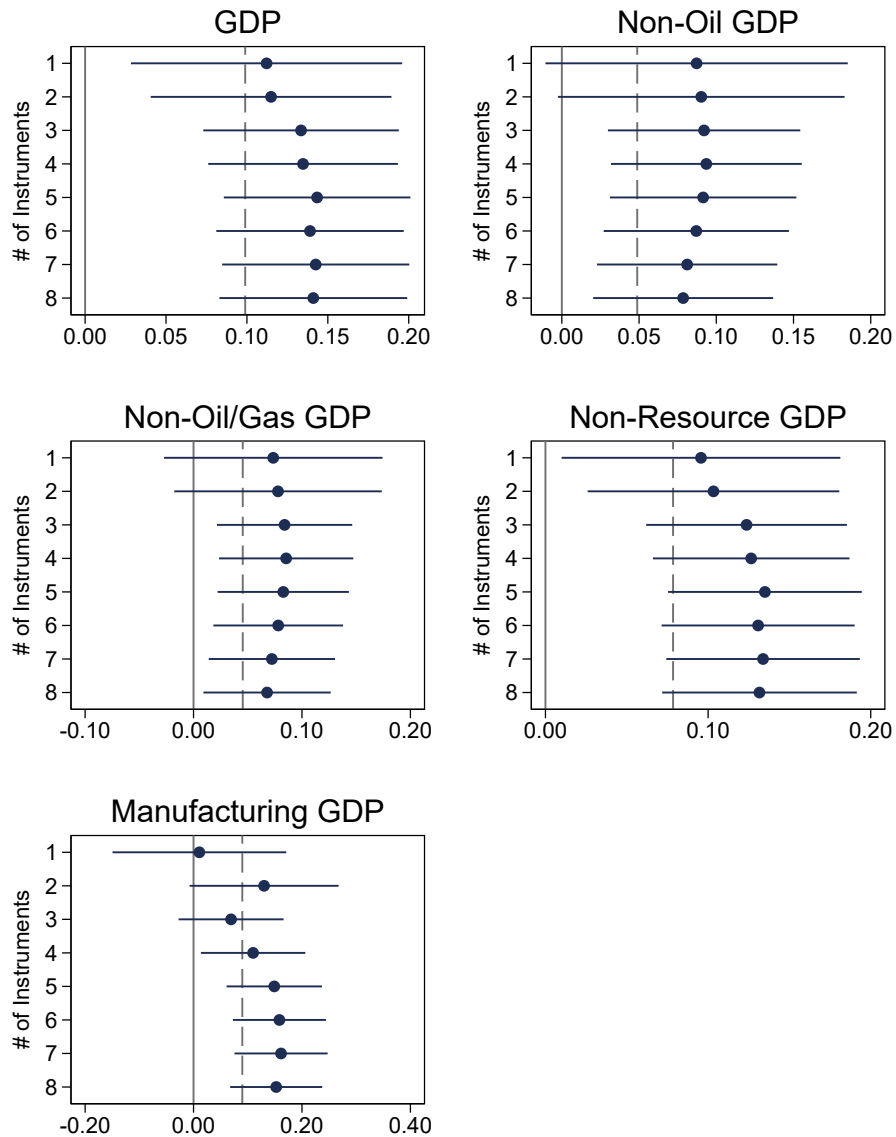 GDP
# of Instruments
1
2
3
4
5
6
7
8
0.00 0.05 0.10 0.15 0.20
Non-Oil GDP
# of Instruments
1
2
3
4
5
6
7
8
0.00 0.05 0.10 0.15 0.20
Non-Oil/Gas GDP
# of Instruments
1
2
3
4
5
6
7
8
-0.10 0.00 0.10 0.20
Non-Resource GDP
# of Instruments
1
2
3
4
5
6
7
8
0.00 0.10 0.20
Manufacturing GDP
# of Instruments
1
2
3
4
5
6
7
8
-0.20 0.00 0.20 0.40